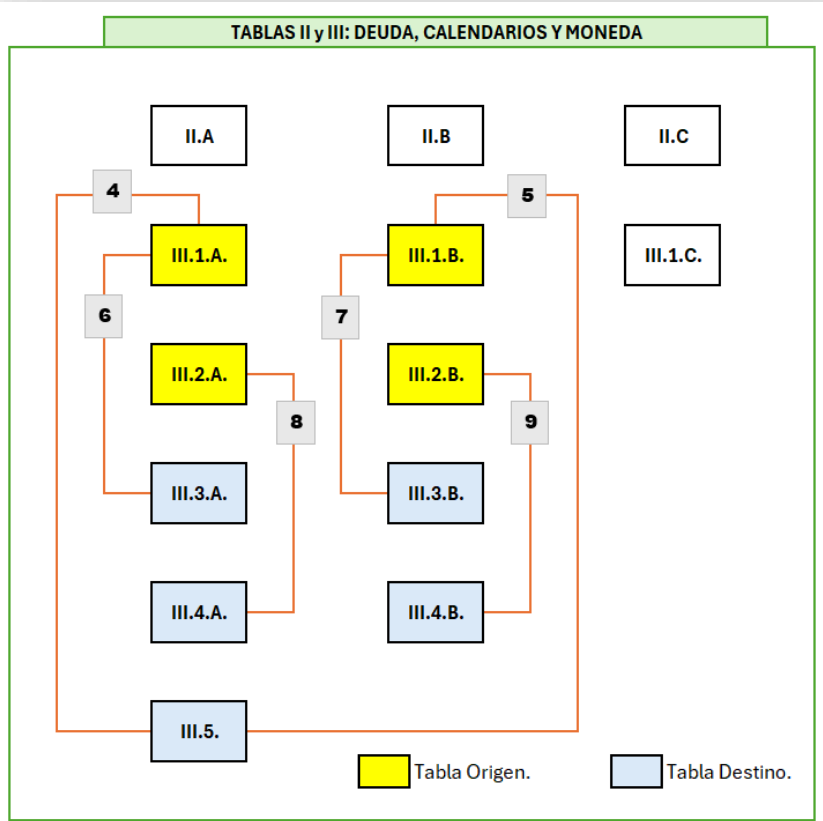 TABLAS II y III: DEUDA, CALENDARIOS Y MONEDA
II.A
II.B
II.C
4
5
III.1.A.
III.1.B.
III.1.C.
6
7
III.2.A.
III.2.B.
8
9
III.3.A.
III.3.B.
III.4.A.
III.4.B.
III.5.
Tabla Origen.
Tabla Destino.